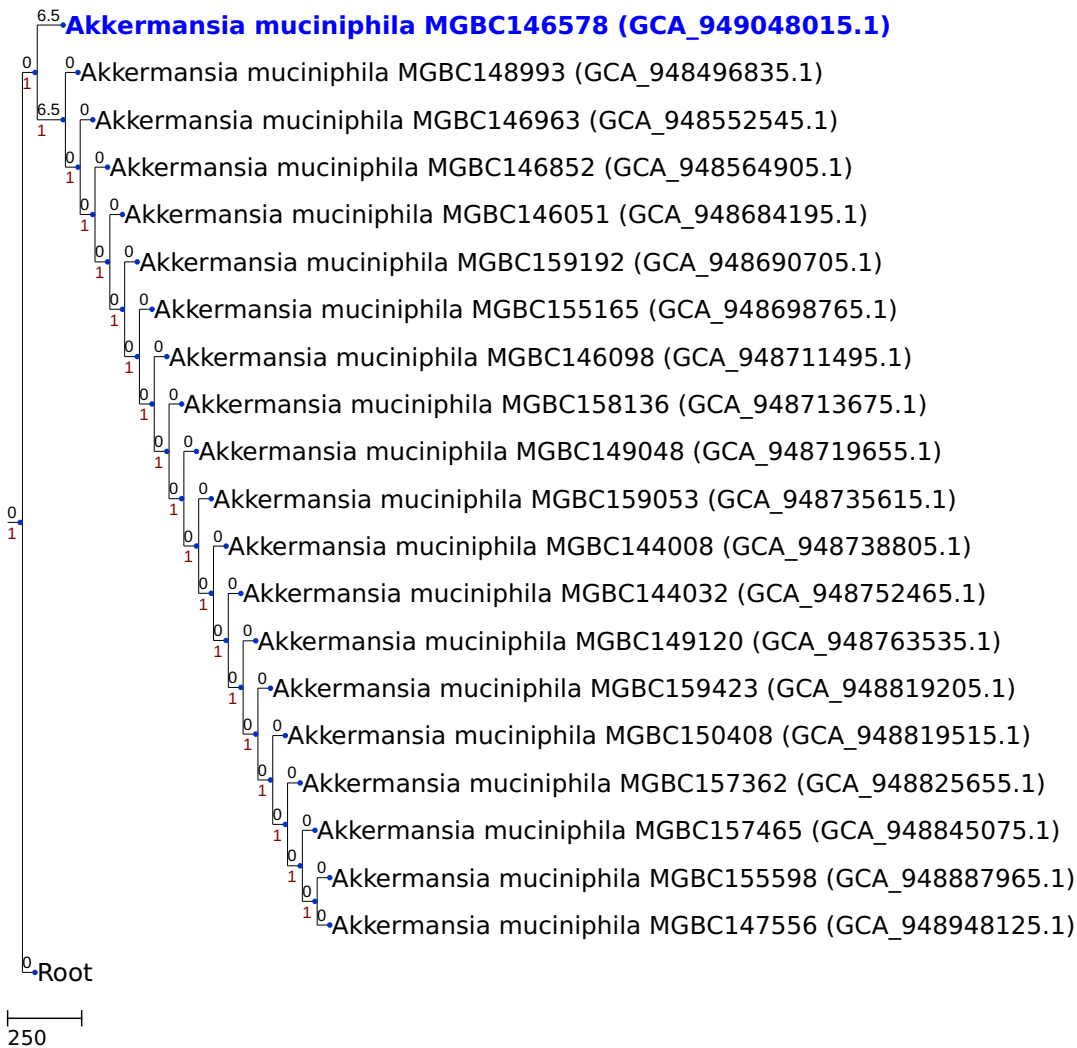 6.5
Akkermansia muciniphila MGBC146578 (GCA_949048015.1)
0
1
0
Akkermansia muciniphila MGBC148993 (GCA_948496835.1)
6.5
1
0
Akkermansia muciniphila MGBC146963 (GCA_948552545.1)
0
1
0
Akkermansia muciniphila MGBC146852 (GCA_948564905.1)
0
1
0
Akkermansia muciniphila MGBC146051 (GCA_948684195.1)
0
1
0
Akkermansia muciniphila MGBC159192 (GCA_948690705.1)
0
1
0
Akkermansia muciniphila MGBC155165 (GCA_948698765.1)
0
1
0
Akkermansia muciniphila MGBC146098 (GCA_948711495.1)
0
1
0
Akkermansia muciniphila MGBC158136 (GCA_948713675.1)
0
1
0
Akkermansia muciniphila MGBC149048 (GCA_948719655.1)
0
1
0
Akkermansia muciniphila MGBC159053 (GCA_948735615.1)
0
1
0
1
0
Akkermansia muciniphila MGBC144008 (GCA_948738805.1)
0
1
0
Akkermansia muciniphila MGBC144032 (GCA_948752465.1)
0
1
0
Akkermansia muciniphila MGBC149120 (GCA_948763535.1)
0
1
0
Akkermansia muciniphila MGBC159423 (GCA_948819205.1)
0
1
0
Akkermansia muciniphila MGBC150408 (GCA_948819515.1)
0
1
0
Akkermansia muciniphila MGBC157362 (GCA_948825655.1)
0
1
0
Akkermansia muciniphila MGBC157465 (GCA_948845075.1)
0
1
0
Akkermansia muciniphila MGBC155598 (GCA_948887965.1)
0
1
0
Akkermansia muciniphila MGBC147556 (GCA_948948125.1)
0
Root
250